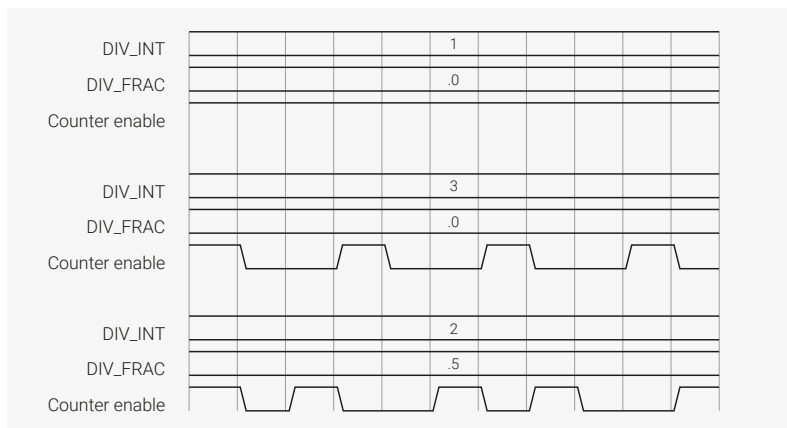 DIV_INT 1
DIV_FRAC .0
Counter enable
DIV_INT 3
DIV_FRAC .0
Counter enable
DIV_INT 2
DIV_FRAC .5
Counter enable